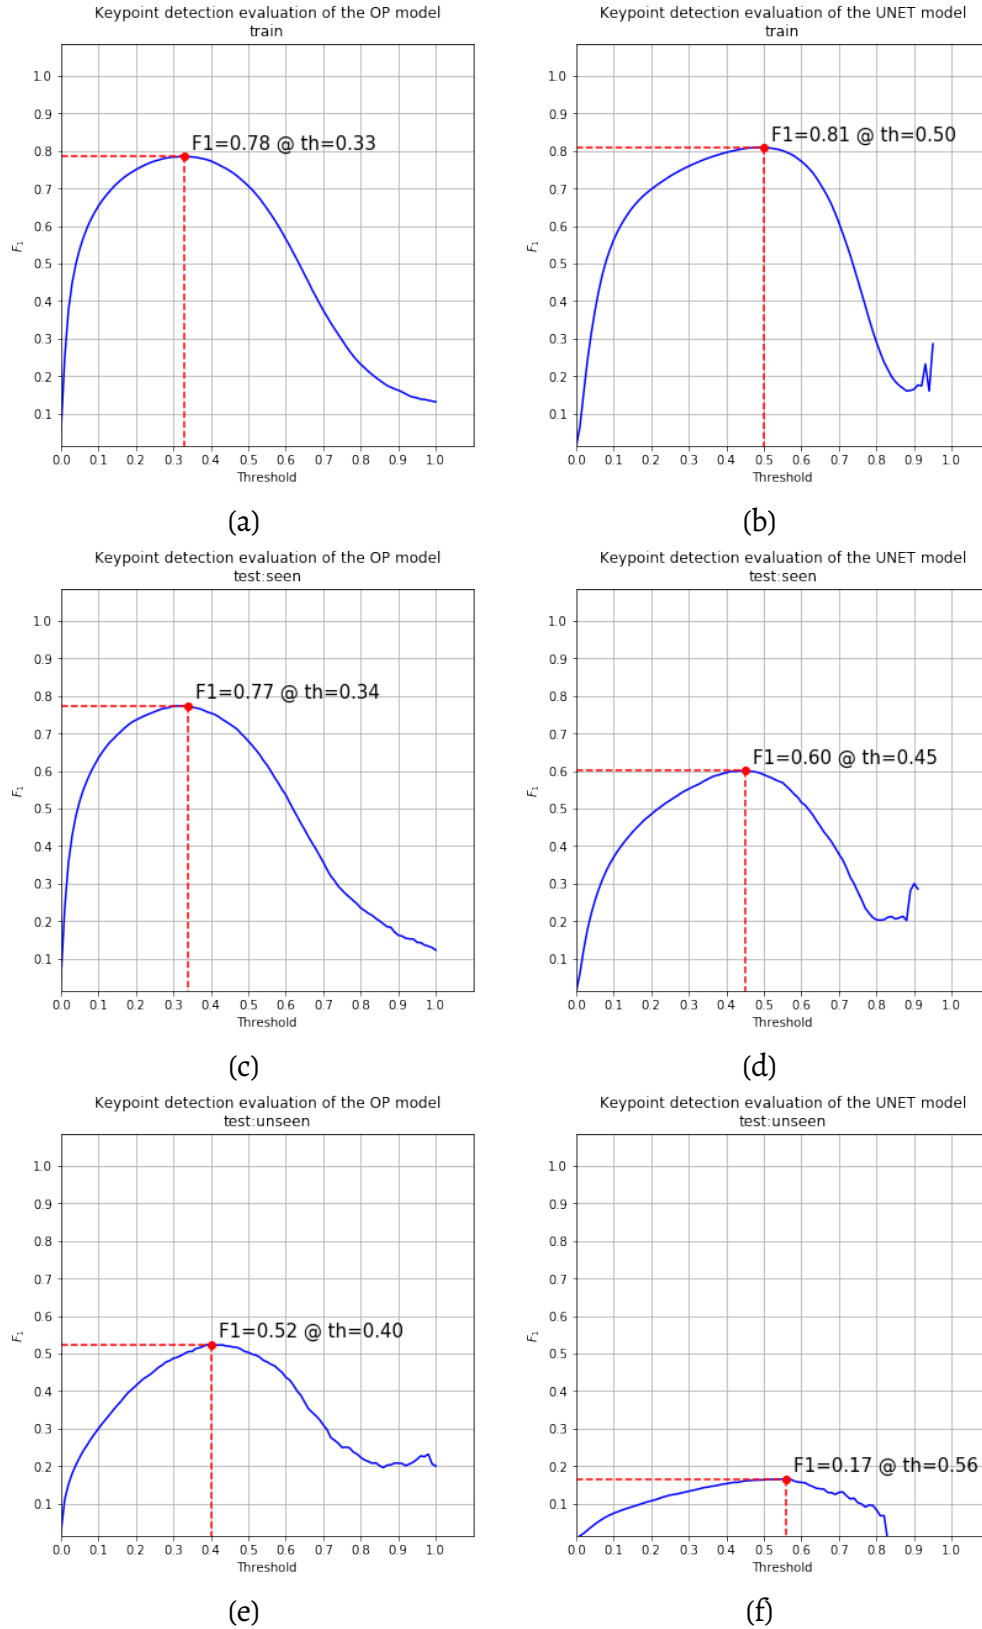 Keypoint detection evaluation of the OP model
train
1.0
0.9
0.8
0.7
0.6
0.5
0.4
0.3
0.2
0.1
F1
F1=0.78 @ th=0.33
0.0 0.1 0.2 0.3 0.4 0.5 0.6 0.7 0.8 0.9 1.0
Threshold
(a)
Keypoint detection evaluation of the UNET model
train
1.0
0.9
0.8
0.7
0.6
0.5
0.4
0.3
0.2
0.1
F1
F1=0.81 @ th=0.50
0.0 0.1 0.2 0.3 0.4 0.5 0.6 0.7 0.8 0.9 1.0
Threshold
(b)
Keypoint detection evaluation of the OP model
test:seen
1.0
0.9
0.8
0.7
0.6
0.5
0.4
0.3
0.2
0.1
F1
F1=0.77 @ th=0.34
0.0 0.1 0.2 0.3 0.4 0.5 0.6 0.7 0.8 0.9 1.0
Threshold
(c)
Keypoint detection evaluation of the UNET model
test:seen
1.0
0.9
0.8
0.7
0.6
0.5
0.4
0.3
0.2
0.1
F1
F1=0.60 @ th=0.45
0.0 0.1 0.2 0.3 0.4 0.5 0.6 0.7 0.8 0.9 1.0
Threshold
(d)
Keypoint detection evaluation of the OP model
test:unseen
1.0
0.9
0.8
0.7
0.6
0.5
0.4
0.3
0.2
0.1
F1
F1=0.52 @ th=0.40
0.0 0.1 0.2 0.3 0.4 0.5 0.6 0.7 0.8 0.9 1.0
Threshold
(e)
Keypoint detection evaluation of the UNET model
test:unseen
1.0
0.9
0.8
0.7
0.6
0.5
0.4
0.3
0.2
0.1
F1
F1=0.17 @ th=0.56
0.0 0.1 0.2 0.3 0.4 0.5 0.6 0.7 0.8 0.9 1.0
Threshold
(f)